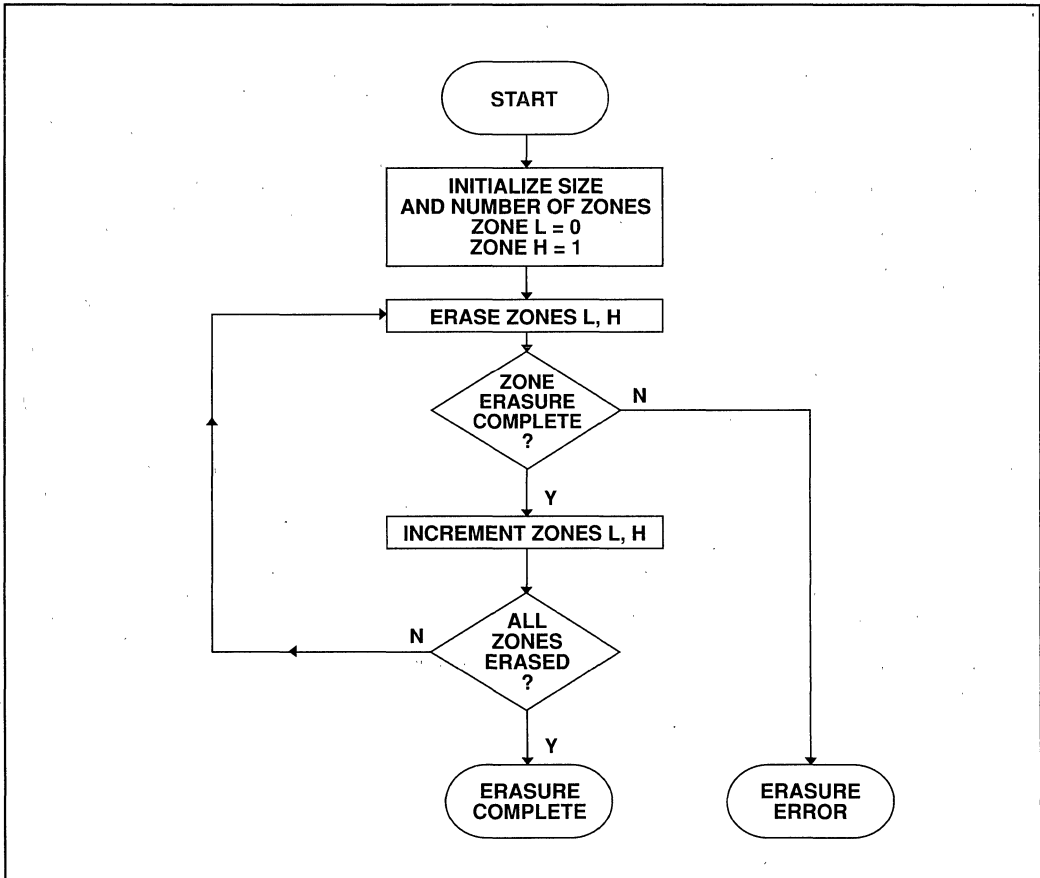 START
INITIALIZE SIZE
AND NUMBER OF ZONES
ZONE L = 0
ZONE H = 1
ERASE ZONES L, H
ZONE
ERASURE
COMPLETE
?
N
Y
INCREMENT ZONES L, H
ALL
ZONES
ERASED
?
N
Y
ERASURE
COMPLETE
ERASURE
ERROR